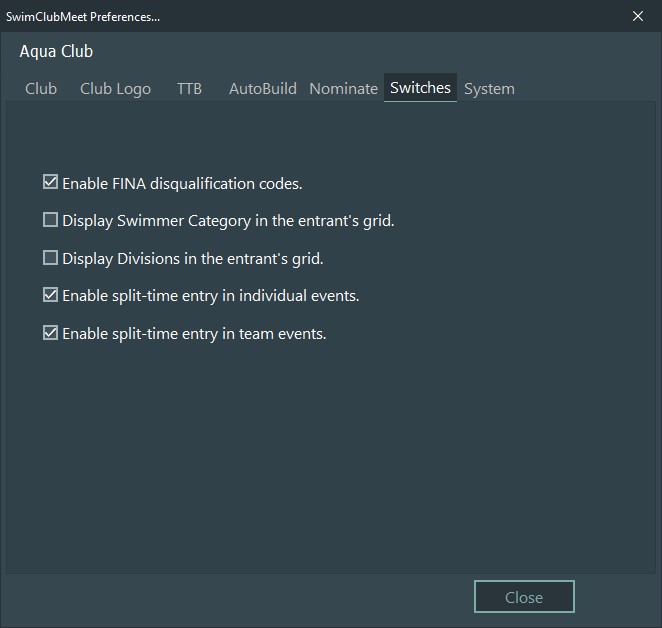 SwimClubMeet Preferences...
Aqua Club
Club Club Logo TTB AutoBuild Nominate Switches System
Enable FINA disqualification codes.
Display Swimmer Category in the entrant's grid.
Display Divisions in the entrant's grid.
Enable split-time entry in individual events.
Enable split-time entry in team events.
Close